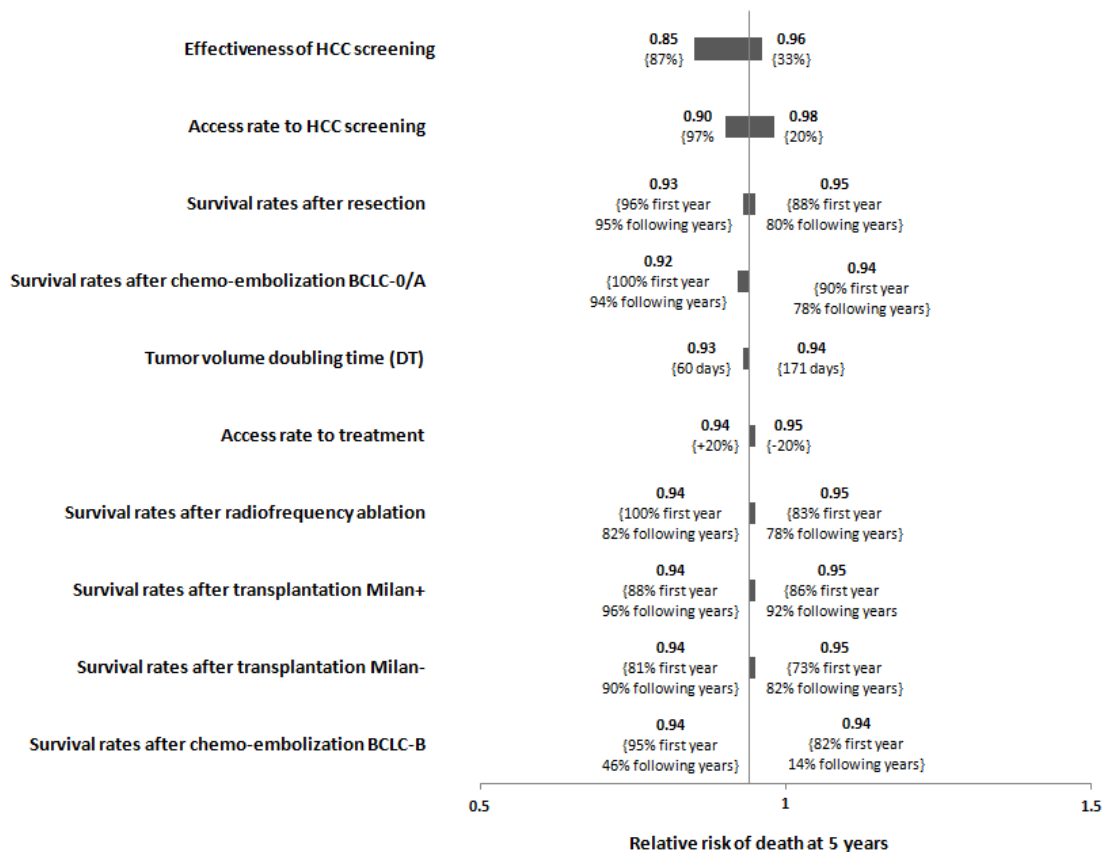 Effectiveness of HCC screening
0.85
{87%}
0.96
{33%}
Access rate to HCC screening
0.90
{97%
0.98
{20%}
Survival rates after resection
0.93
{96% first year
95% following years}
0.95
{88% first year
80% following years}
Survival rates after chemo-embolization BCLC-0/A
0.92
{100% first year
94% following years}
0.94
{90% first year
78% following years}
Tumor volume doubling time (DT)
0.93
{60 days}
0.94
{171 days}
Access rate to treatment
0.94
{+20%}
0.95
{-20%}
Survival rates after radiofrequency ablation
0.94
{100% first year
82% following years}
0.95
{83% first year
78% following years}
Survival rates after transplantation Milan+
0.94
{88% first year
96% following years}
0.95
{86% first year
92% following years
Survival rates after transplantation Milan-
0.94
{81% first year
90% following years}
0.95
{73% first year
82% following years}
Survival rates after chemo-embolization BCLC-B
0.94
{95% first year
46% following years}
0.94
{82% first year
14% following years}
0.5
1
1.5
Relative risk of death at 5 years